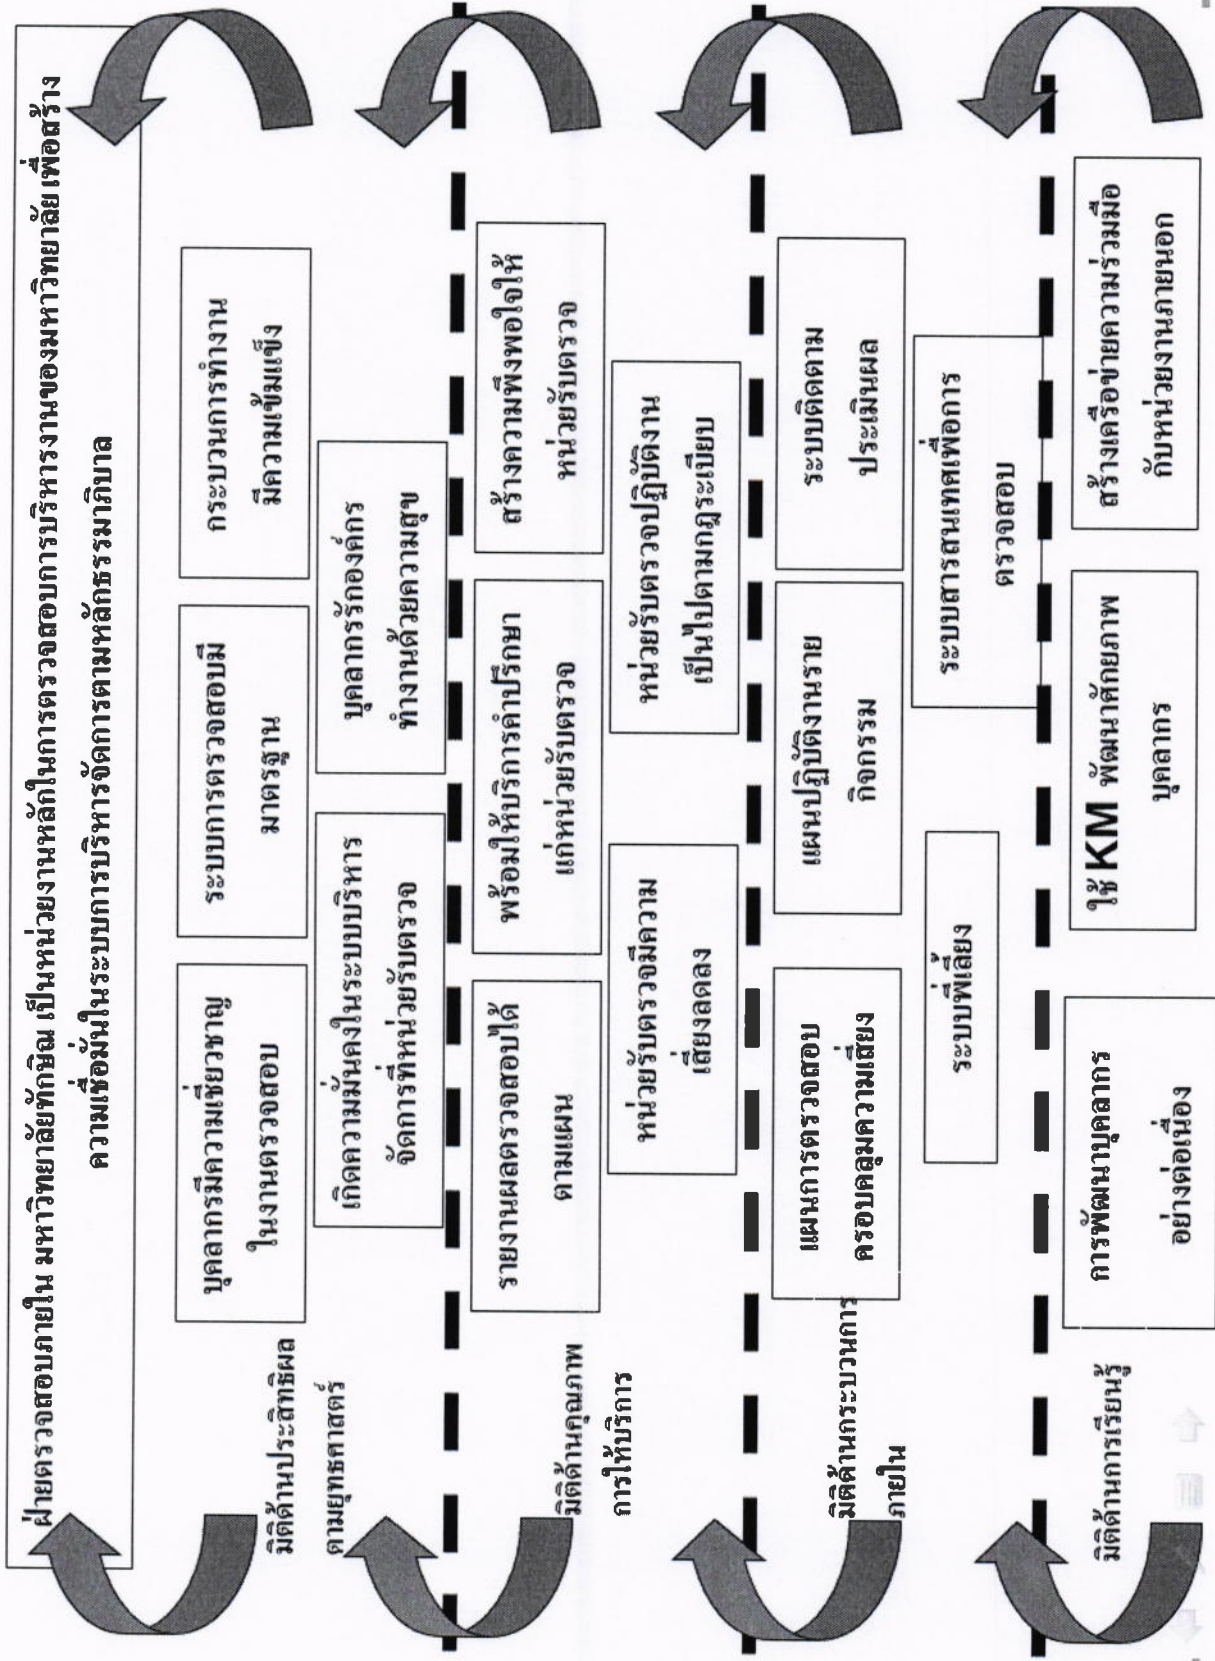 ฝ่ายตรวจสอบภายใน มหาวิทยาลัยทักษิณ เป็นหน่วยงานหลักในการตรวจสอบการบริหารงานของมหาวิทยาลัย เพื่อสร้าง
ความเชื่อมั่นในระบบการบริหารจัดการตามหลักธรรมาภิบาล
มิติด้านประสิทธิผล
ตามยุทธศาสตร์
บุคลากรมีความเชี่ยวชาญ
ในงานตรวจสอบ
ระบบการตรวจสอบมี
มาตรฐาน
กระบวนการทำงาน
มีความเข้มแข็ง
เกิดความมั่นคงในระบบบริหาร
จัดการที่หน่วยรับตรวจ
บุคลากรรักองค์กร
ทำงานด้วยความสุข
มิติด้านคุณภาพ
การให้บริการ
รายงานผลตรวจสอบได้
ตามแผน
พร้อมให้บริการคำปรึกษา
แก่หน่วยรับตรวจ
สร้างความพึงพอใจให้
หน่วยรับตรวจ
หน่วยรับตรวจมีความ
เสี่ยงลดลง
หน่วยรับตรวจปฏิบัติงาน
เป็นไปตามกฎระเบียบ
มิติด้านกระบวนการ
ภายใน
แผนการตรวจสอบ
ครอบคลุมความเสี่ยง
แผนปฏิบัติงานราย
กิจกรรม
ระบบติดตาม
ประเมินผล
ระบบพี่เลี้ยง
ระบบสารสนเทศเพื่อการ
ตรวจสอบ
มิติด้านการเรียนรู้
การพัฒนาบุคลากร
อย่างต่อเนื่อง
ใช้ KM พัฒนาศักยภาพ
บุคลากร
สร้างเครือข่ายความร่วมมือ
กับหน่วยงานภายนอก